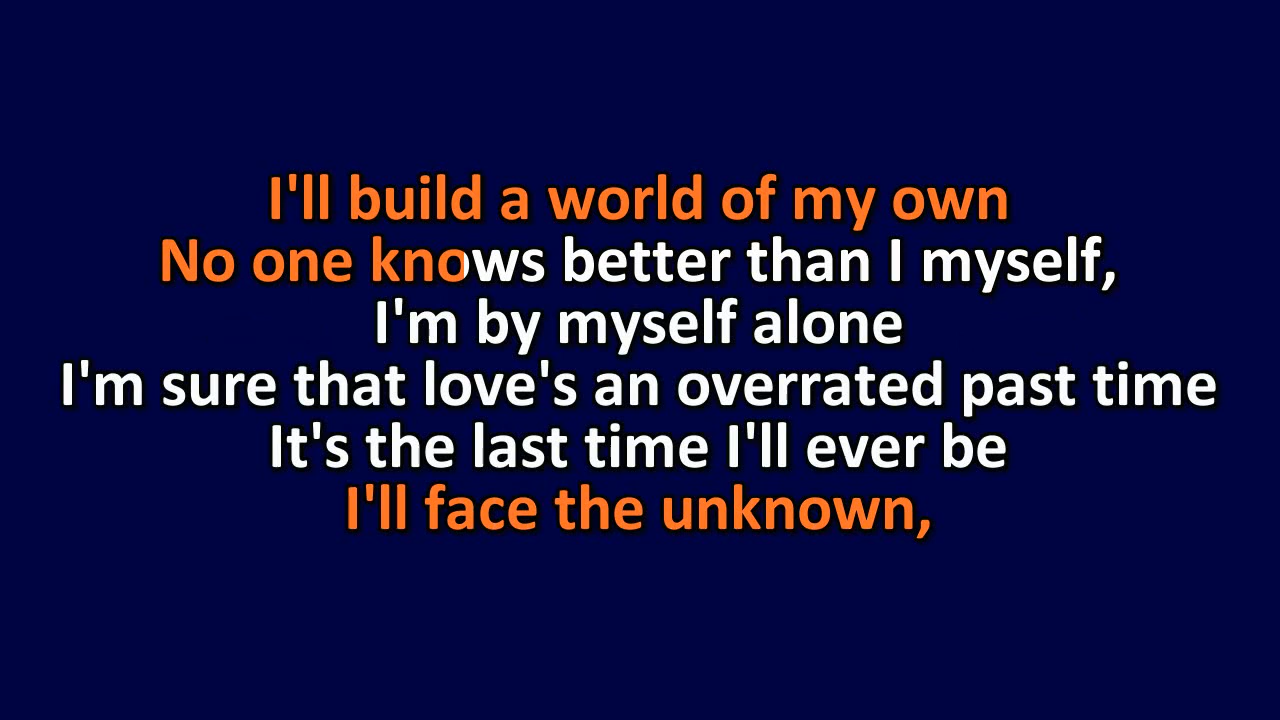 I'll build a world of my own
No one knows better than I myself,
I'm by myself alone
I'm sure that love's an overrated past time
It's the last time I'll ever be
I'll face the unknown,